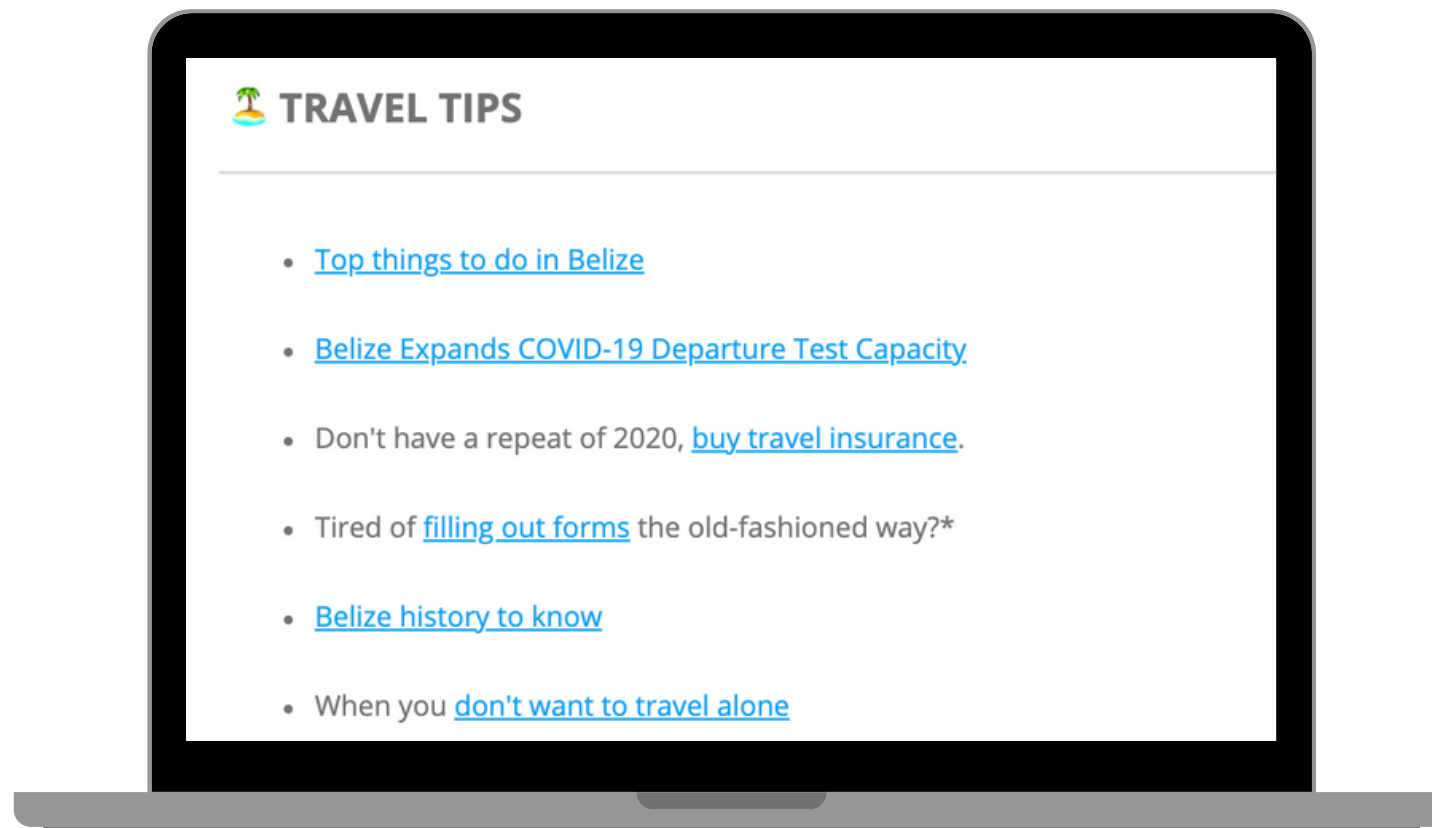 TRAVEL TIPS
Top things to do in Belize
Belize Expands COVID-19 Departure Test Capacity
Don't have a repeat of 2020, buy travel insurance.
Tired of filling out forms the old-fashioned way?*
Belize history to know
When you don't want to travel alone